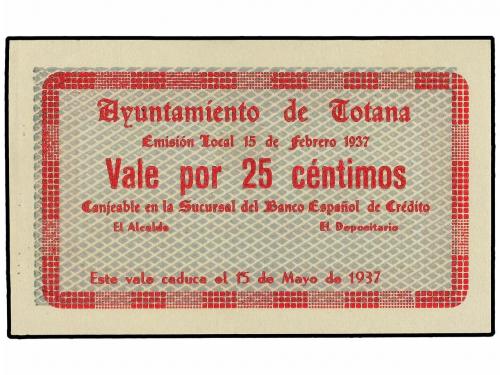 Ayuntamiento de Totana
Emisión Local 15 de Febrero 1937
Vale por 25 céntimos
Canjeable en la Sucursal del Banco Español de Crédito
El Alcalde El Depositario
Este vale caduca el 15 de Mayo de 1937